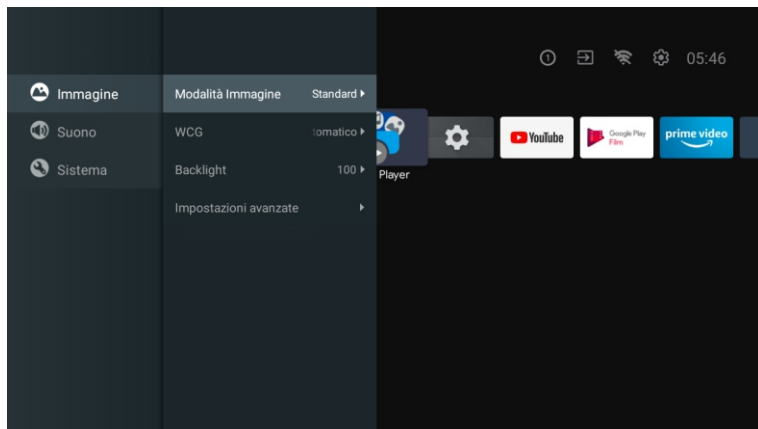 05:46
Immagine
Suono
Sistema
Modalità Immagine Standard
WCG tomatico
Backlight 100
Impostazioni avanzate
Player
YouTube
Google Play
Film
prime video